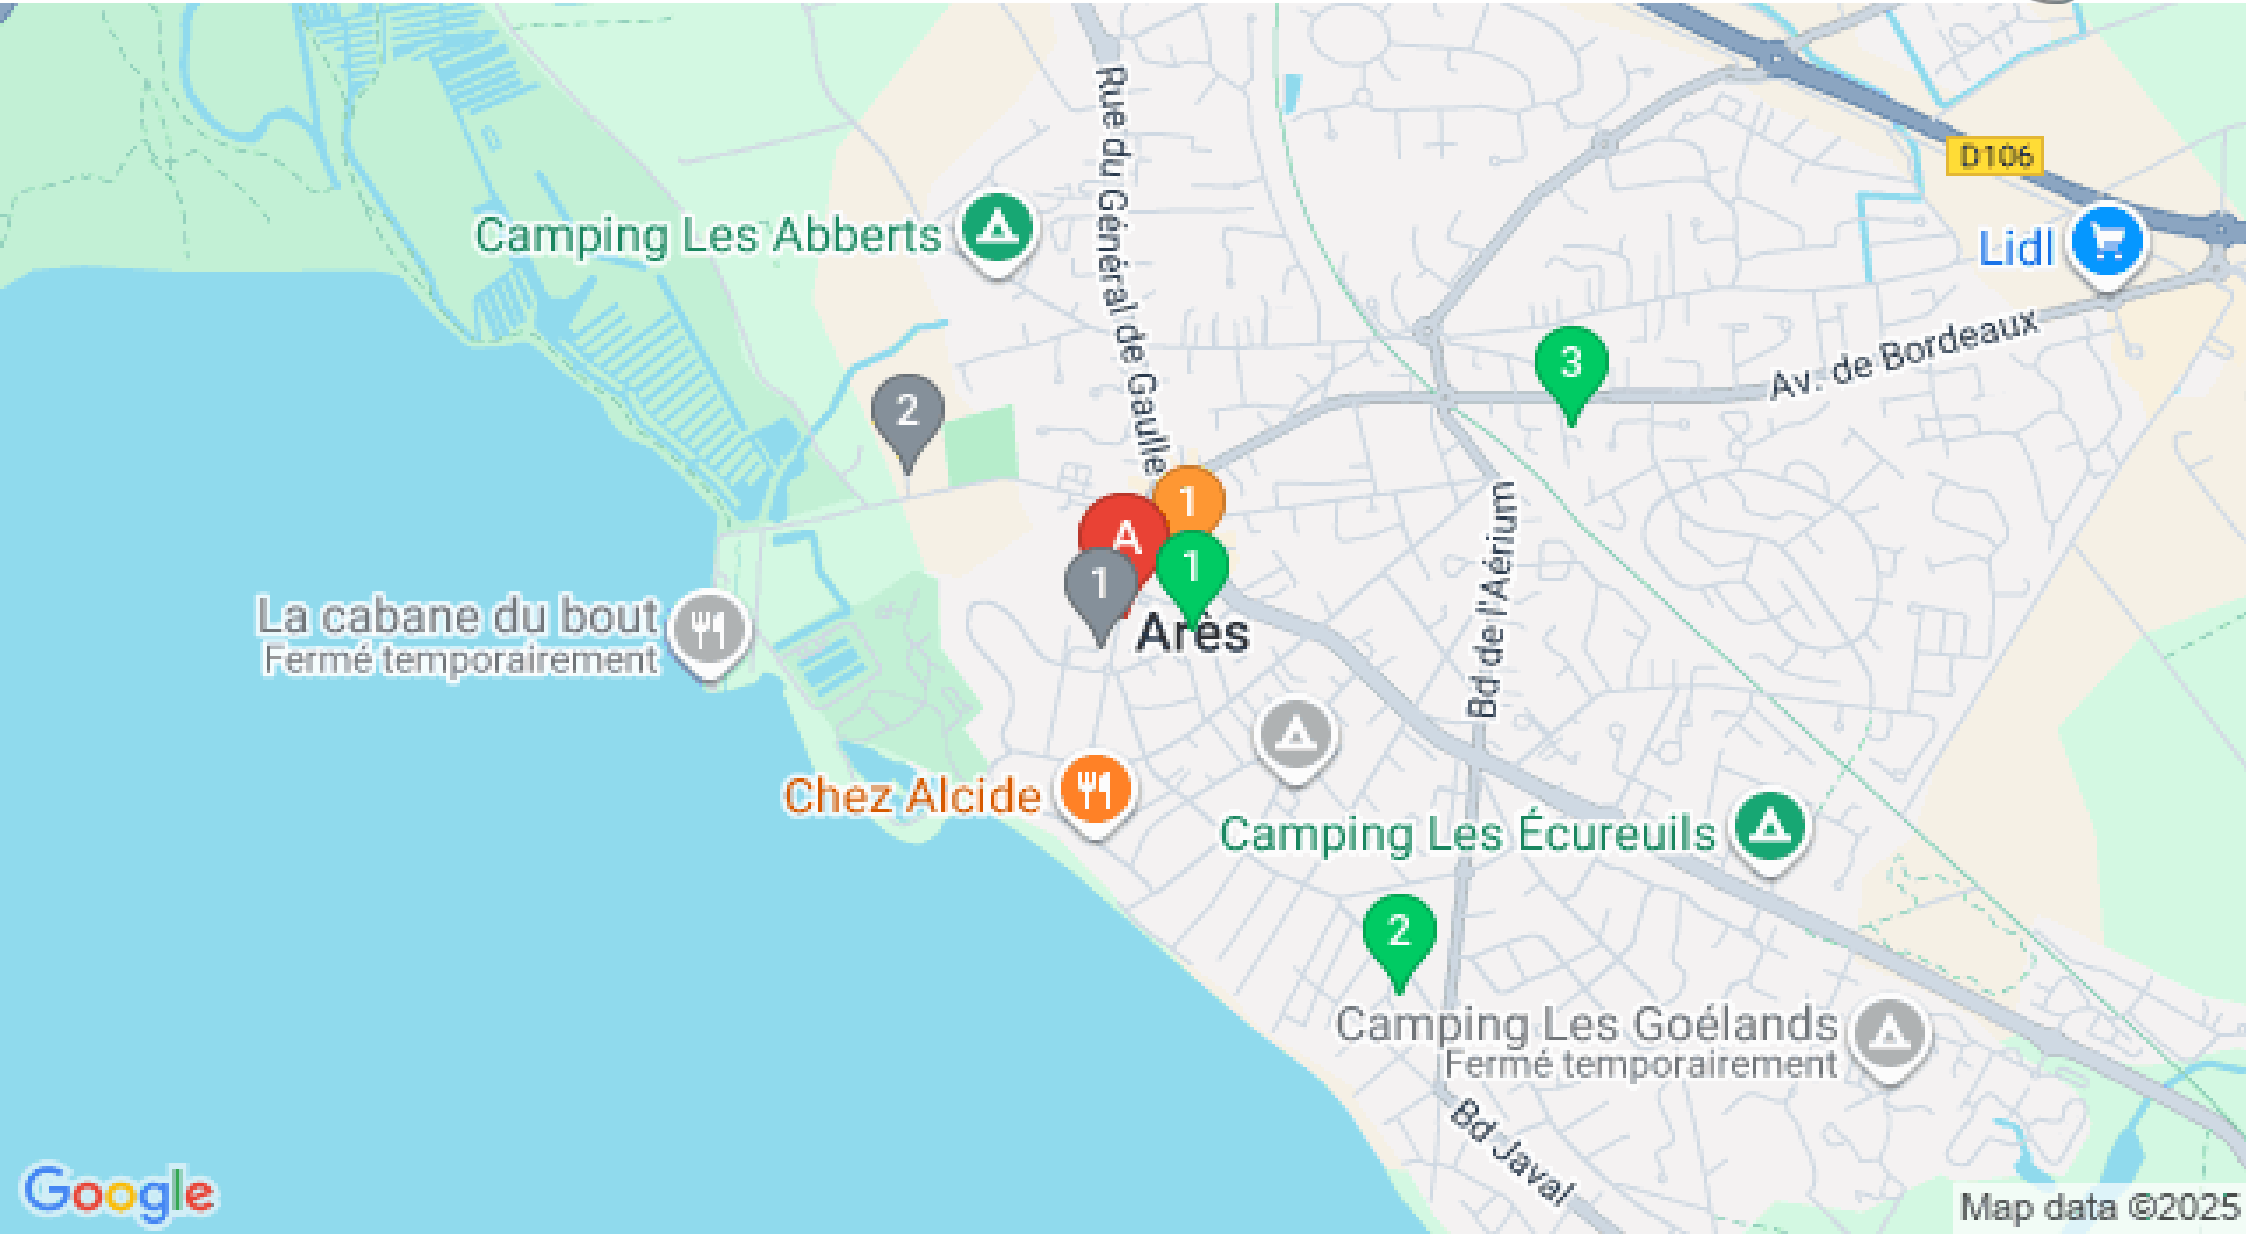 Rue du Général de Gaulle
D106
Camping Les Abberts
Lidl
Av. de Bordeaux
3
2
1
A
1
1
Arès
Bd de l'Aérium
La cabane du bout
Fermé temporairement
Chez Alcide
Camping Les Écureuils
2
Camping Les Goélands
Fermé temporairement
Bd Javal
Google
Map data ©2025